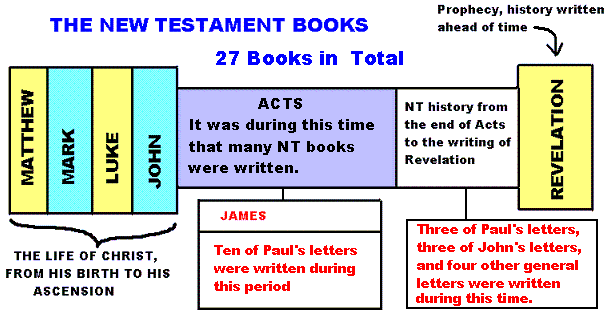 THE NEW TESTAMENT BOOKS
27 Books in Total
Prophecy, history written
ahead of time
MATTHEW
MARK
LUKE
JOHN
ACTS
It was during this time
that many NT books
were written.
NT history from
the end of Acts
to the writing of
Revelation
REVELATION
THE LIFE OF CHRIST,
FROM HIS BIRTH TO HIS
ASCENSION
JAMES
Ten of Paul's letters
were written during
this period
Three of Paul's letters,
three of John's letters,
and four other general
letters were written
during this time.